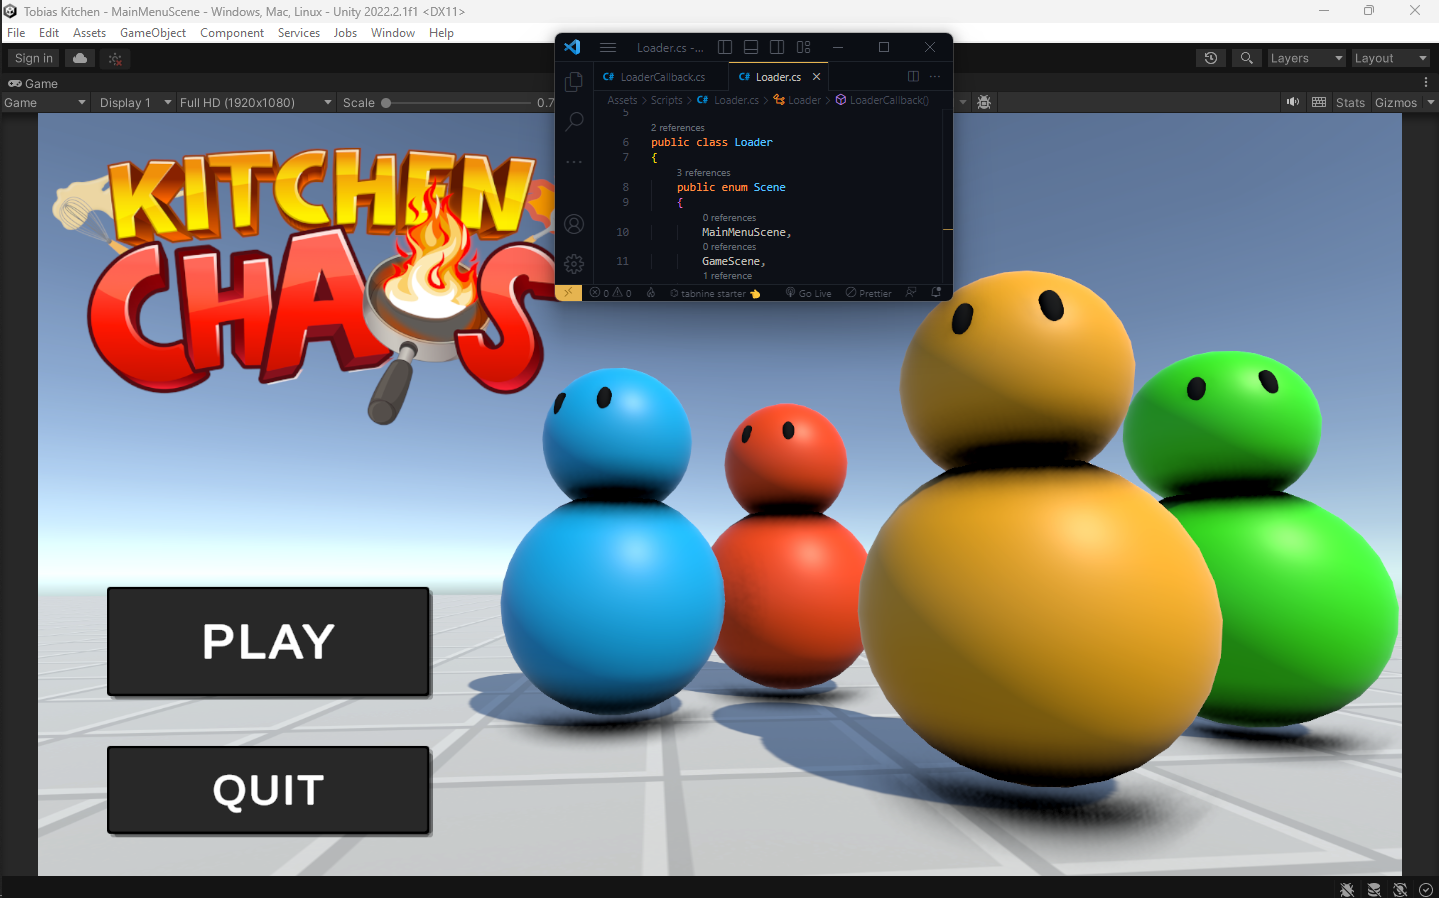 Tobias Kitchen - MainMenuScene - Windows, Mac, Linux - Unity 2022.2.1f1 <DX11>
File Edit Assets GameObject Component Services Jobs Window Help
Sign in
Layers
Layout
Game
Game
Display 1
Full HD (1920x1080)
Scale
0.7
Stats
Gizmos
Loader.cs -...
C# LoaderCallback.cs
C# Loader.cs
Assets > Scripts > C# Loader.cs > Loader > LoaderCallback()
5
2 references
6 public class Loader
7 {
3 references
8 public enum Scene
9 {
0 references
10 MainMenuScene,
0 references
11 GameScene,
1 reference
0 0 tabnine starter Go Live Prettier
KITCHEN
CHAOS
PLAY
QUIT